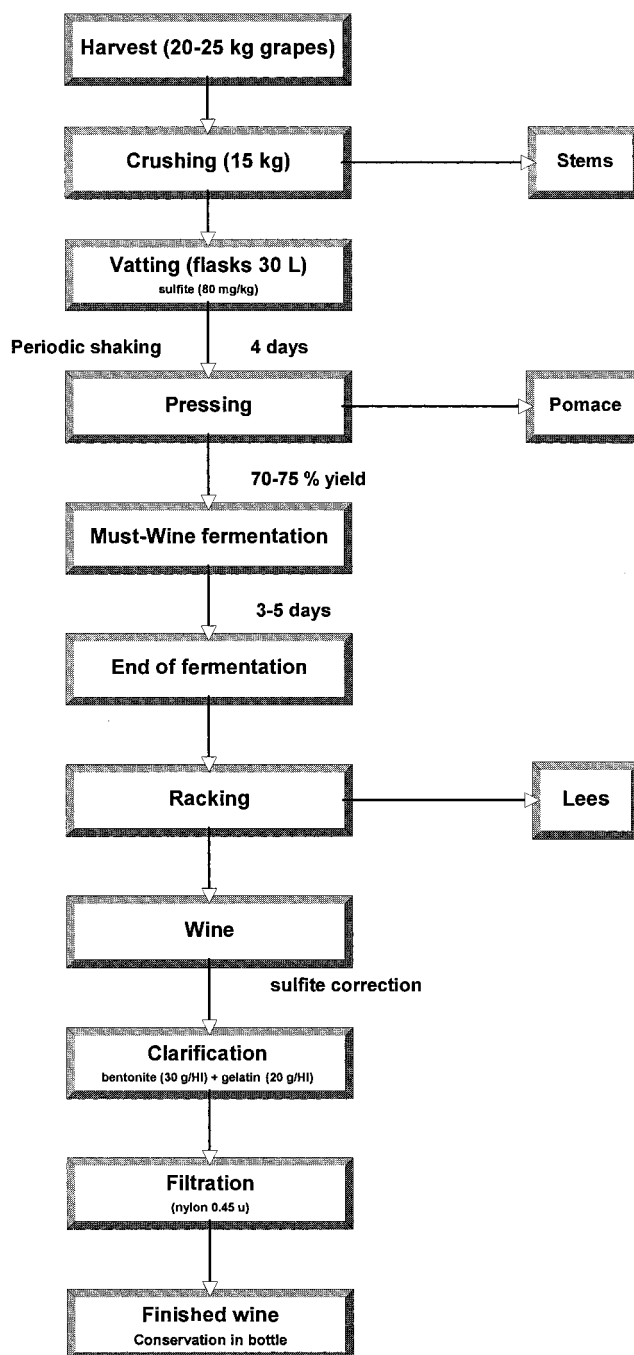 Harvest (20-25 kg grapes)
Crushing (15 kg)
Stems
Vatting (flasks 30 L)
sulfite (80 mg/kg)
Periodic shaking
4 days
Pressing
Pomace
70-75 % yield
Must-Wine fermentation
3-5 days
End of fermentation
Racking
Lees
Wine
sulfite correction
Clarification
bentonite (30 g/Hl) + gelatin (20 g/Hl)
Filtration
(nylon 0.45 u)
Finished wine
Conservation in bottle